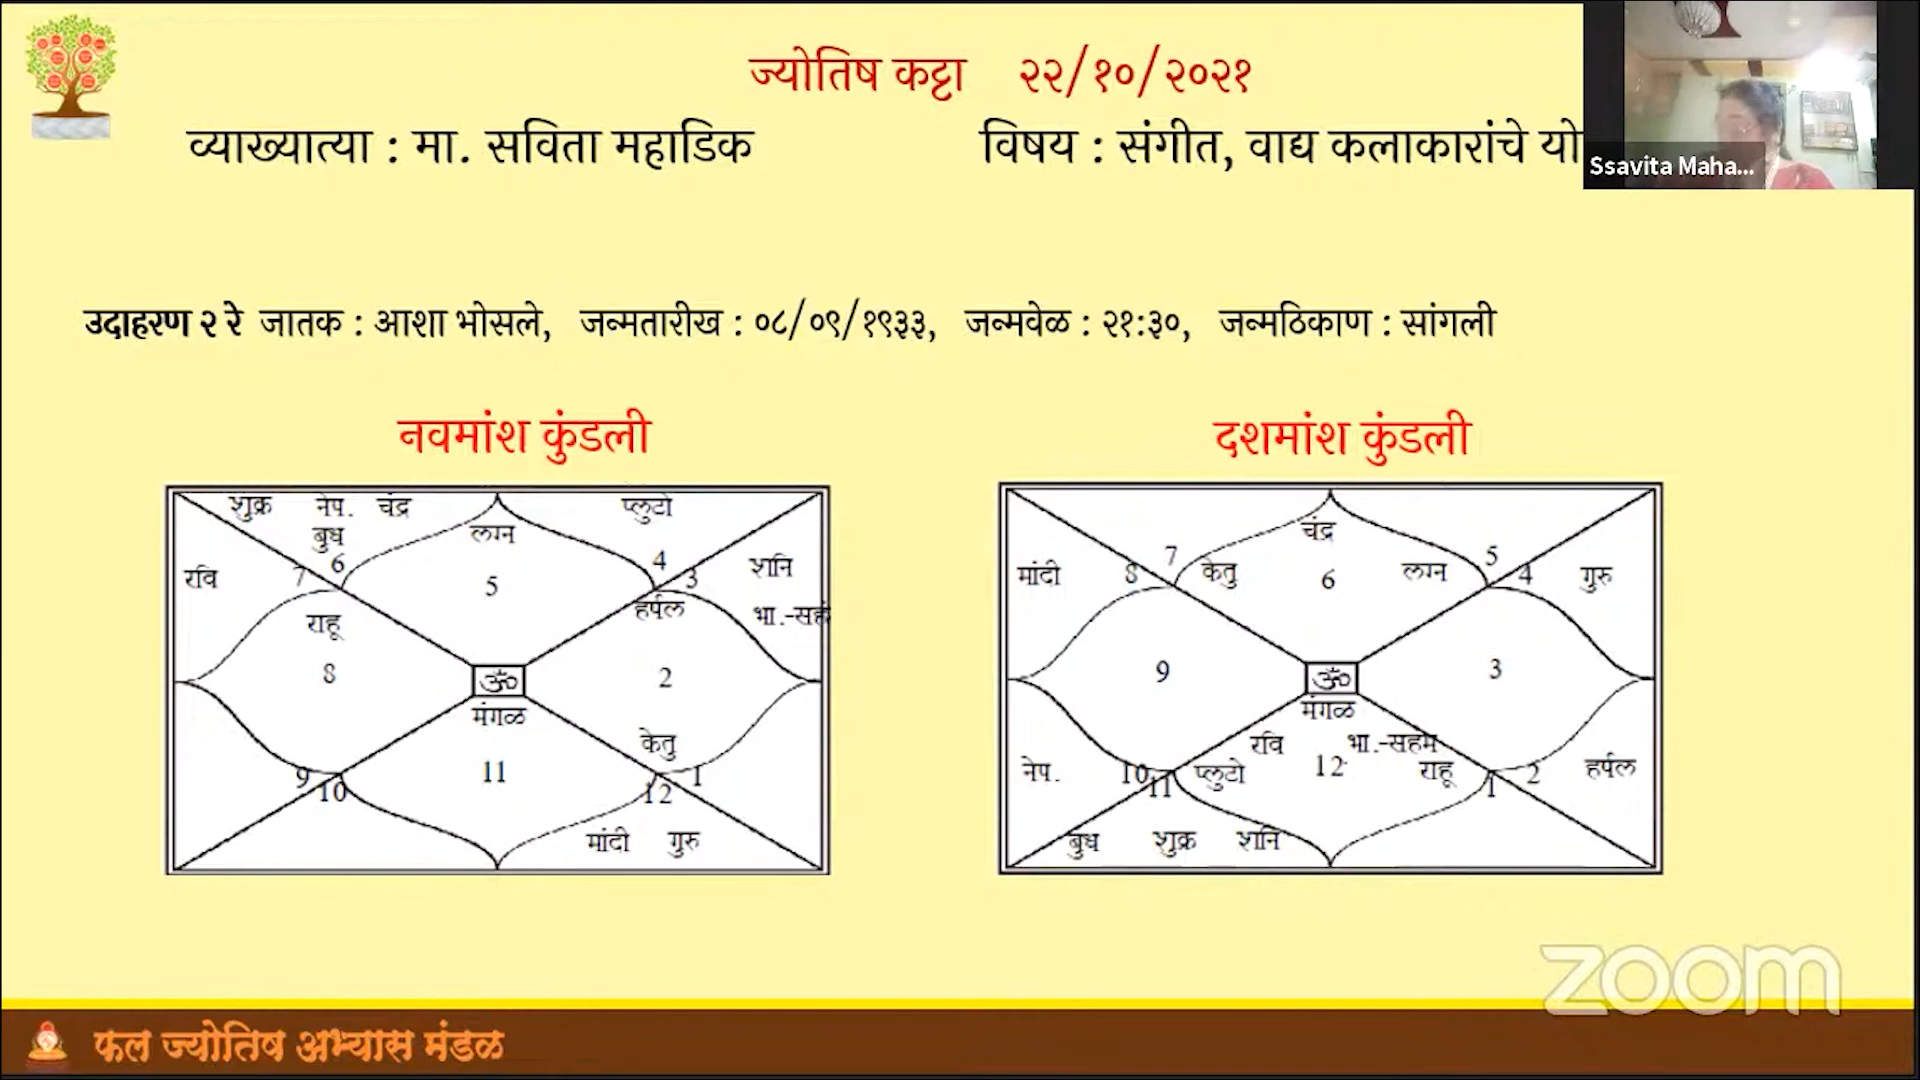 ज्योतिष कट्टा २२/१०/२०२१
व्याख्यात्या : मा. सविता महाडिक विषय : संगीत, वाद्य कलाकारांचे यो
Ssavita Maha...
उदाहरण २ रे जातक : आशा भोसले, जन्मतारीख : ०८/०९/१९३३, जन्मवेळ : २१:३०, जन्मठिकाण : सांगली
नवमांश कुंडली
शुक्र नेप. चंद्र प्लुटो
बुध लग्न
6 4
रवि 7 5 3 शनि
राहू हर्षल भा.-सहम
8 2
ॐ
मंगळ
केतु
9 11 1
10 12
मांदी गुरु
दशमांश कुंडली
चंद्र
7 5
मांदी 8 केतु 6 लग्न 4 गुरु
9 3
ॐ
मंगळ
रवि भा.-सहम
नेप. 10 प्लुटो 12 राहू 2 हर्षल
11 1
बुध शुक्र शनि
zoom
फल ज्योतिष अभ्यास मंडळ